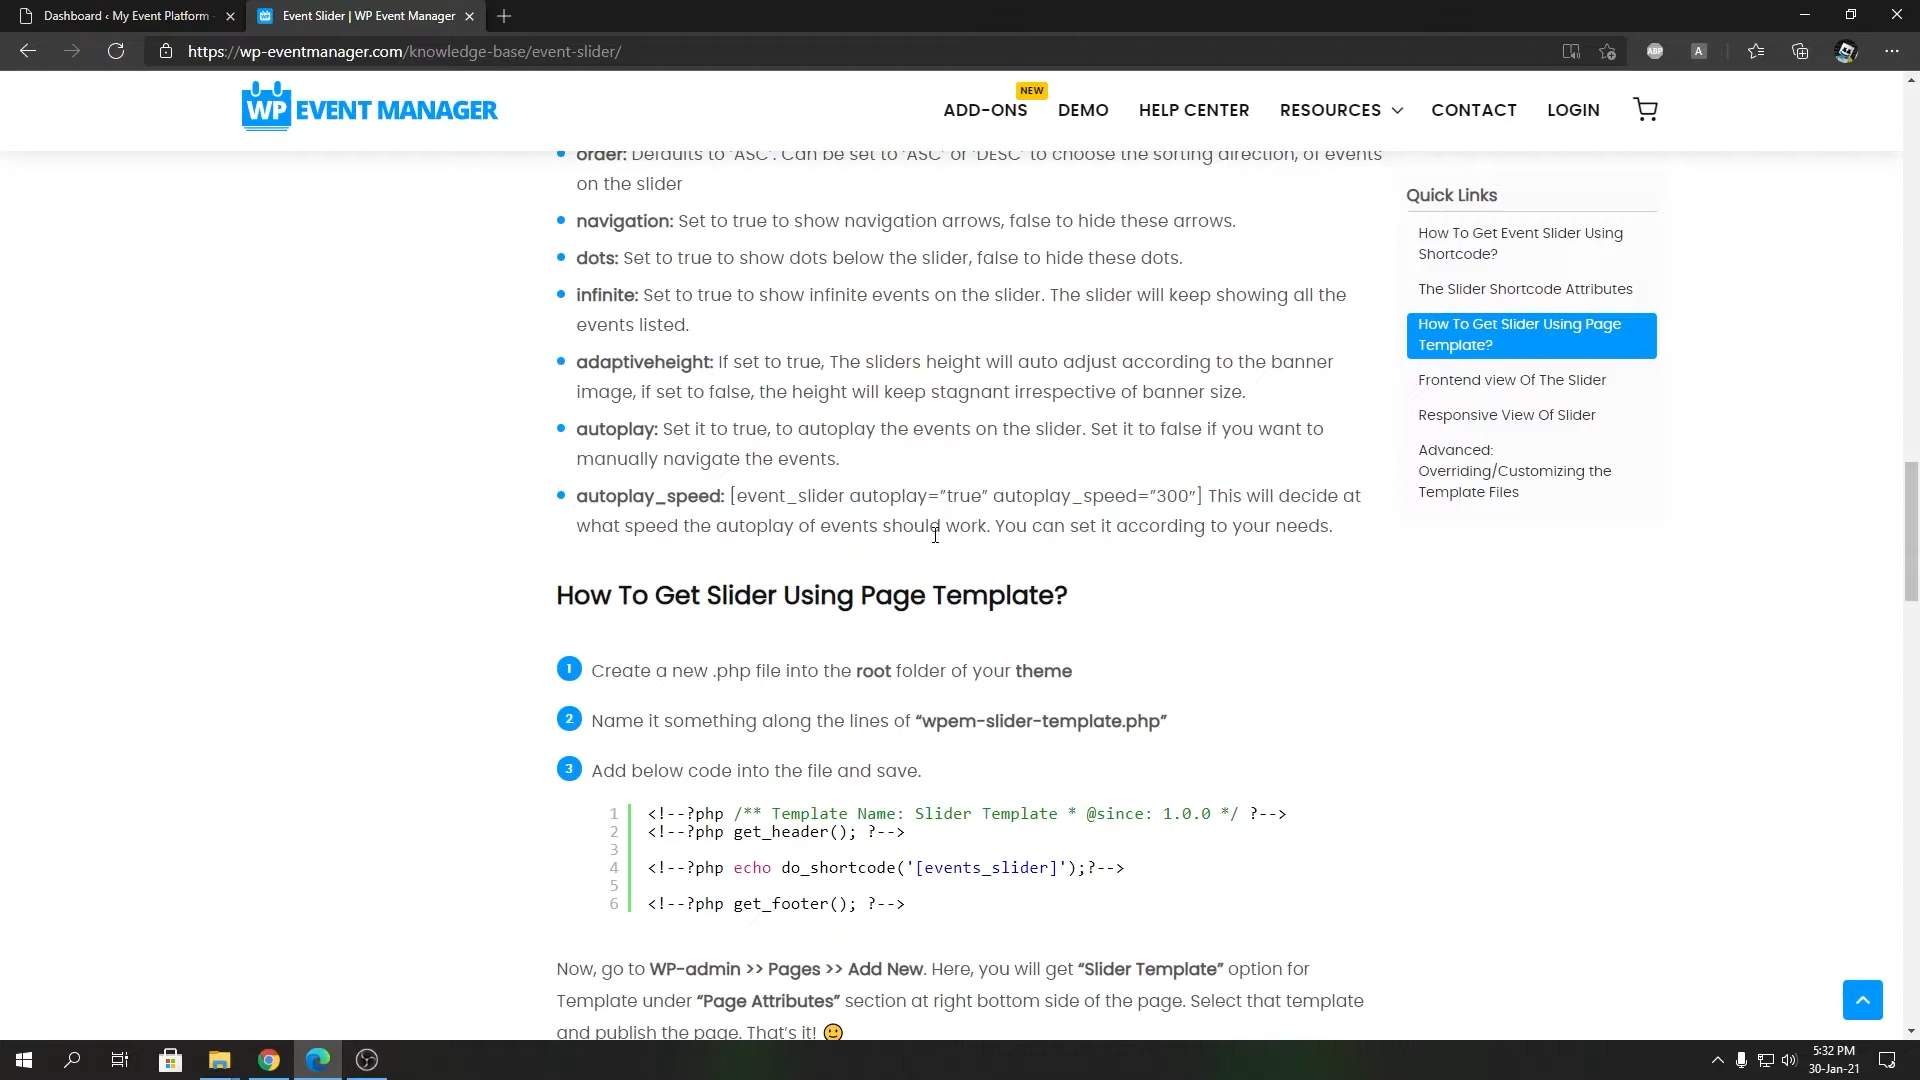 Dashboard ‹ My Event Platform
Event Slider | WP Event Manager
https://wp-eventmanager.com/knowledge-base/event-slider/
ABP
A
WP EVENT MANAGER
NEW
ADD-ONS DEMO HELP CENTER RESOURCES CONTACT LOGIN
order: Defaults to ‘ASC’. Can be set to ‘ASC’ or ‘DESC’ to choose the sorting direction, of events
on the slider
navigation: Set to true to show navigation arrows, false to hide these arrows.
dots: Set to true to show dots below the slider, false to hide these dots.
infinite: Set to true to show infinite events on the slider. The slider will keep showing all the
events listed.
adaptiveheight: If set to true, The sliders height will auto adjust according to the banner
image, if set to false, the height will keep stagnant irrespective of banner size.
autoplay: Set it to true, to autoplay the events on the slider. Set it to false if you want to
manually navigate the events.
autoplay_speed: [event_slider autoplay=”true” autoplay_speed=”300”] This will decide at
what speed the autoplay of events should work. You can set it according to your needs.
How To Get Slider Using Page Template?
1 Create a new .php file into the root folder of your theme
2 Name it something along the lines of “wpem-slider-template.php”
3 Add below code into the file and save.
1 <!--?php /** Template Name: Slider Template * @since: 1.0.0 */ ?-->
2 <!--?php get_header(); ?-->
3
4 <!--?php echo do_shortcode('[events_slider]');?-->
5
6 <!--?php get_footer(); ?-->
Now, go to WP-admin >> Pages >> Add New. Here, you will get “Slider Template” option for
Template under “Page Attributes” section at right bottom side of the page. Select that template
and publish the page. That’s it! 🙂
Quick Links
How To Get Event Slider Using
Shortcode?
The Slider Shortcode Attributes
How To Get Slider Using Page
Template?
Frontend view Of The Slider
Responsive View Of Slider
Advanced:
Overriding/Customizing the
Template Files
5:32 PM
30-Jan-21